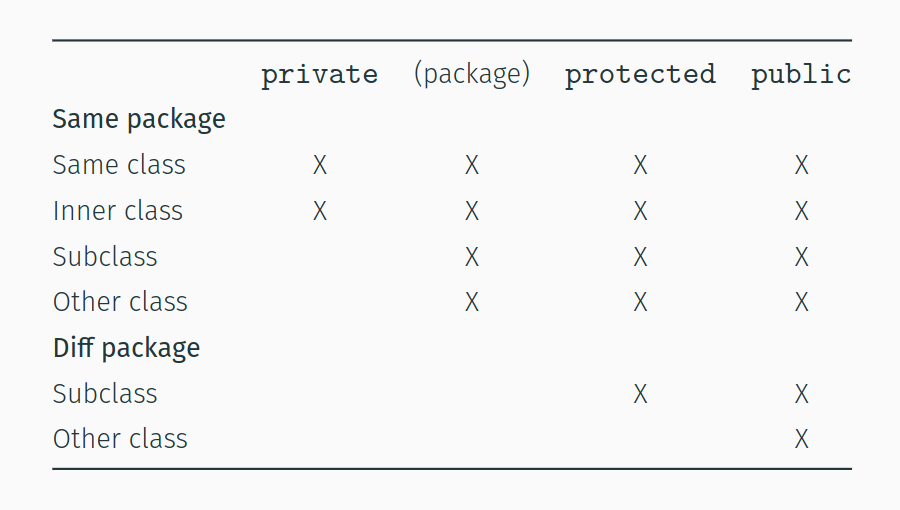 private (package) protected public
Same package
Same class X X X X
Inner class X X X X
Subclass X X X
Other class X X X
Diff package
Subclass X X
Other class X